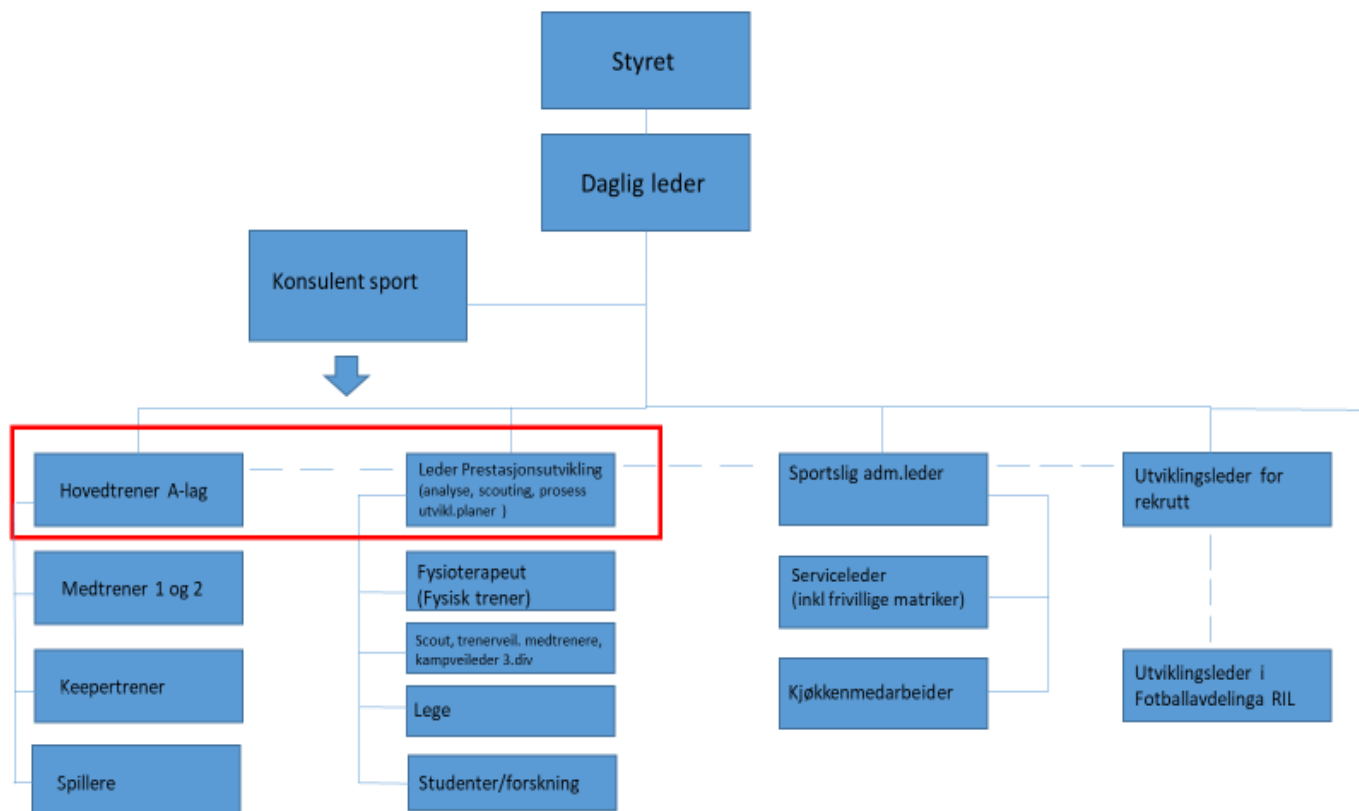 Styret
Daglig leder
Konsulent sport
Hovedtrener A-lag
Leder Prestasjonsutvikling
(analyse, scouting, prosess
utvikl.planer )
Sportslig adm.leder
Utviklingsleder for
rekrutt
Medtrener 1 og 2
Fysioterapeut
(Fysisk trener)
Serviceleder
(inkl frivillige matriker)
Scout, trenerveil. medtrenere,
kampveileder 3.div
Keepertrener
Kjøkkenmedarbeider
Utviklingsleder i
Fotballavdelinga RIL
Lege
Spillere
Studenter/forskning